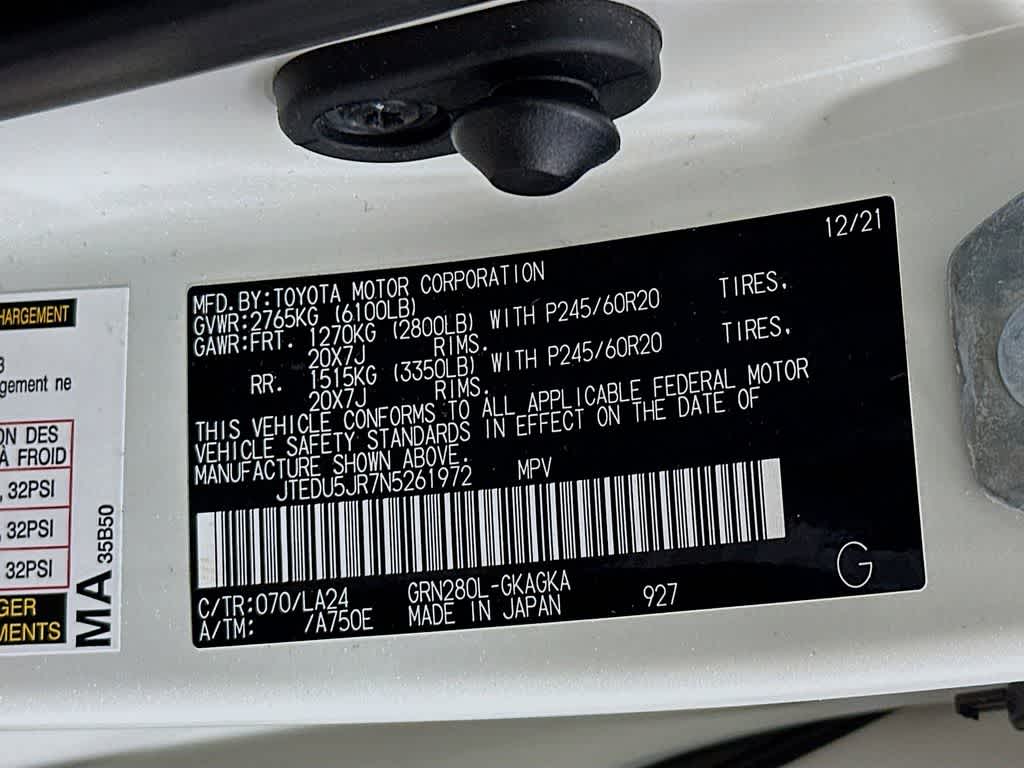 12/21
MFD.BY:TOYOTA MOTOR CORPORATION
GVWR:2765KG (6100LB)
GAWR:FRT. 1270KG (2800LB) WITH P245/60R20 TIRES.
20X7J RIMS.
RR. 1515KG (3350LB) WITH P245/60R20 TIRES.
20X7J RIMS.
THIS VEHICLE CONFORMS TO ALL APPLICABLE FEDERAL MOTOR
VEHICLE SAFETY STANDARDS IN EFFECT ON THE DATE OF
MANUFACTURE SHOWN ABOVE.
JTEDU5JR7N5261972 MPV
C/TR:070/LA24 GRN280L-GKAGKA
A/TM: /A750E MADE IN JAPAN 927
G
HARGEMENT
gement ne
ON DES
À FROID
, 32PSI
, 32PSI
32PSI
GER
MENTS
MA 35B50